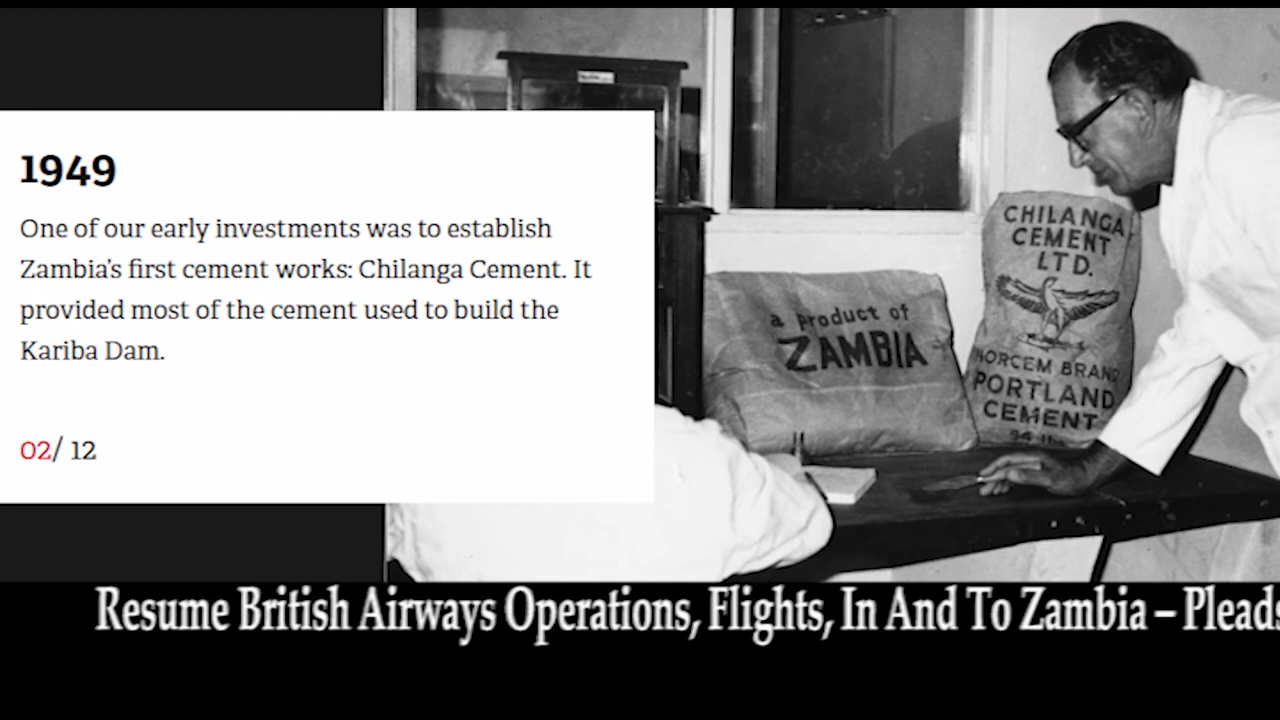 1949
One of our early investments was to establish
Zambia's first cement works: Chilanga Cement. It
provided most of the cement used to build the
Kariba Dam.
02/ 12
a product of
ZAMBIA
CHILANGA
CEMENT
LTD.
NORCEM BRAND
PORTLAND
CEMENT
94 lbs.
Resume British Airways Operations, Flights, In And To Zambia – Pleads